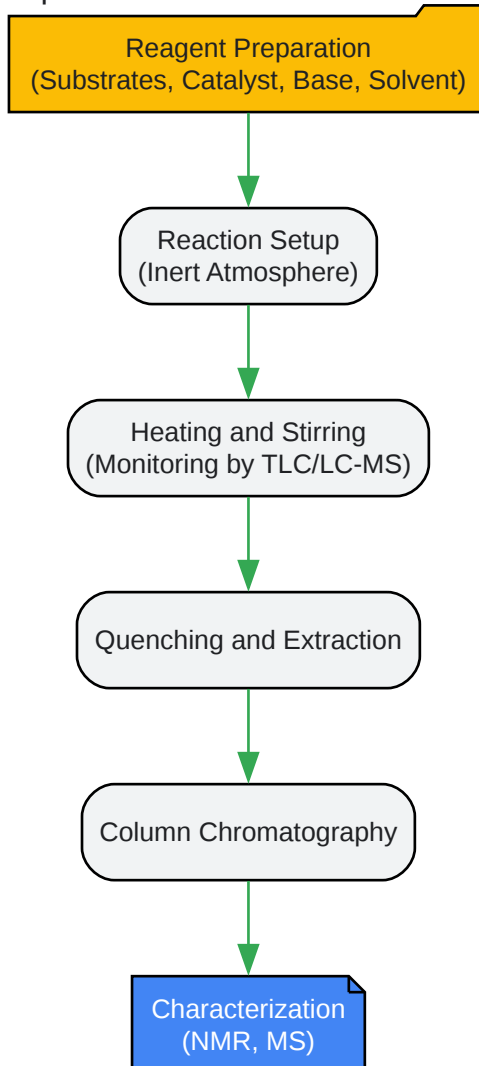 Reagent Preparation
(Substrates, Catalyst, Base, Solvent)
Reaction Setup
(Inert Atmosphere)
Heating and Stirring
(Monitoring by TLC/LC-MS)
Quenching and Extraction
Column Chromatography
Characterization
(NMR, MS)